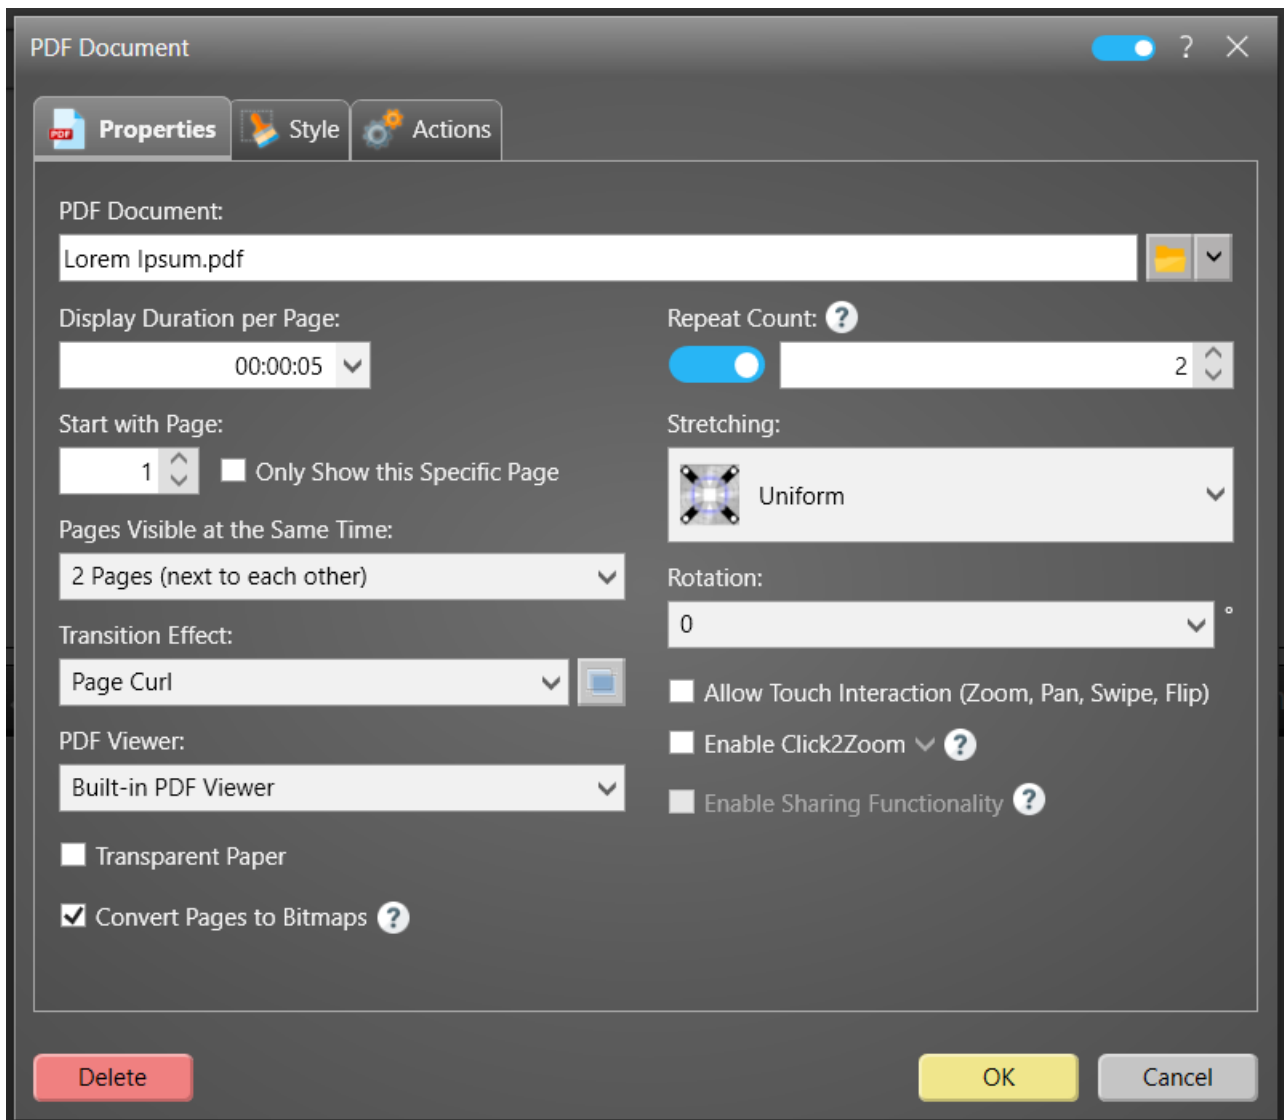 PDF Document
?
Properties
Style
Actions
PDF Document:
Lorem Ipsum.pdf
Display Duration per Page:
00:00:05
Repeat Count: ?
2
Start with Page:
1
Only Show this Specific Page
Stretching:
Uniform
Pages Visible at the Same Time:
2 Pages (next to each other)
Rotation:
0 °
Transition Effect:
Page Curl
Allow Touch Interaction (Zoom, Pan, Swipe, Flip)
PDF Viewer:
Enable Click2Zoom ?
Built-in PDF Viewer
Enable Sharing Functionality ?
Transparent Paper
Convert Pages to Bitmaps ?
Delete
OK
Cancel